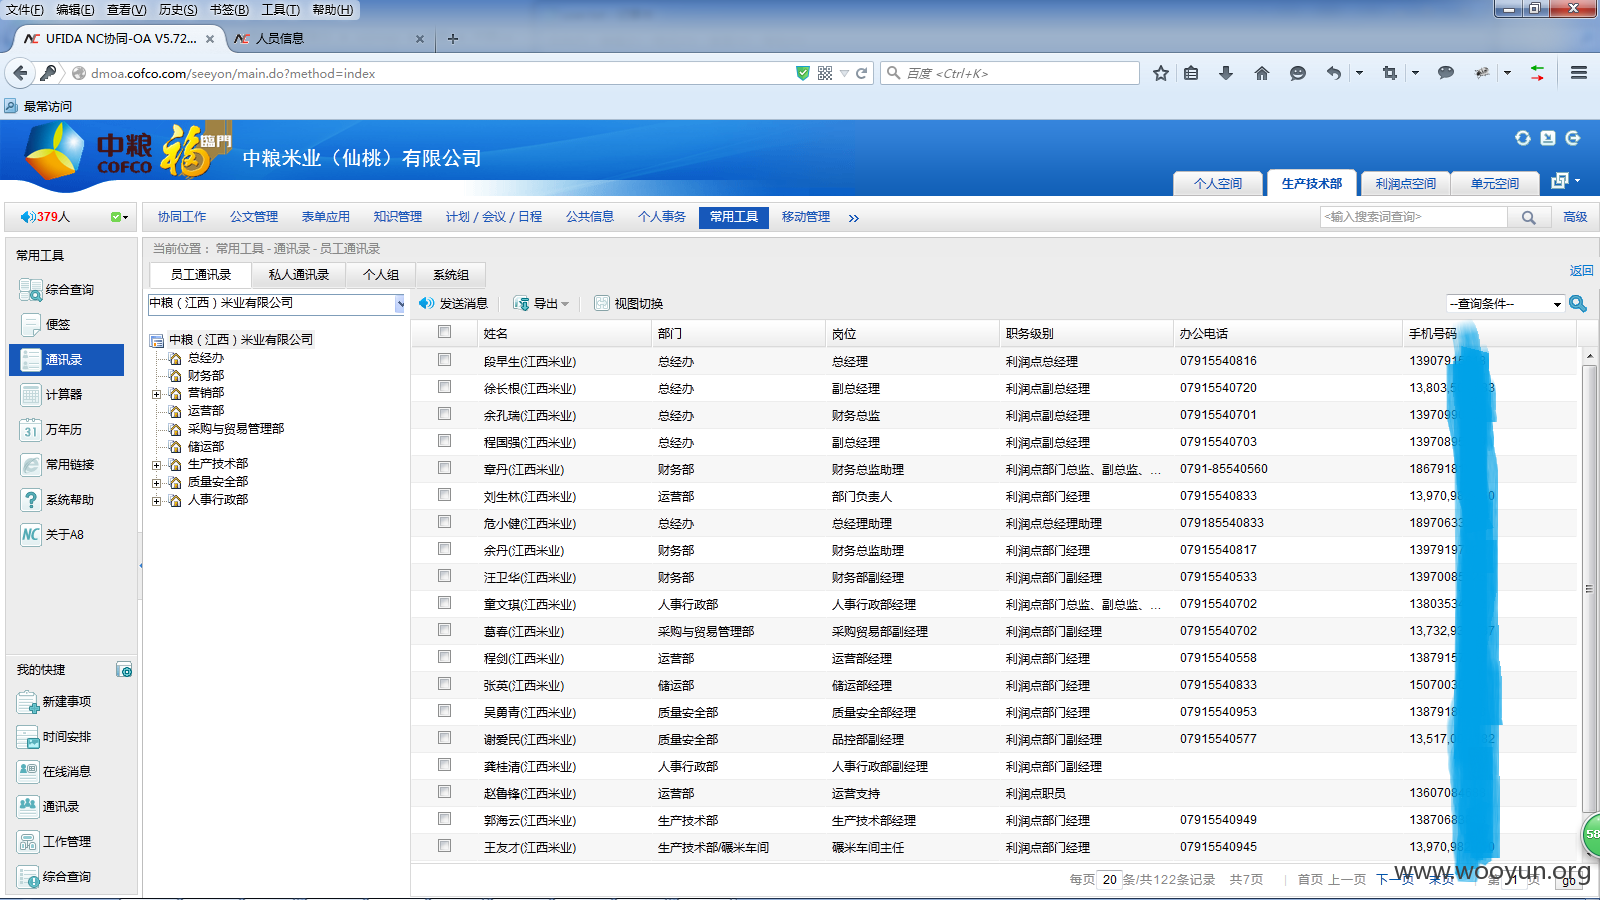 文件(F) 编辑(E) 查看(V) 历史(S) 书签(B) 工具(T) 帮助(H)
UFIDA NC协同-OA V5.72... × 人员信息 × +
dmoa.cofco.com/seeyon/main.do?method=index 百度 <Ctrl+K>
最常访问
中粮 COFCO 福 臨門 中粮米业（仙桃）有限公司
个人空间 生产技术部 利润点空间 单元空间
379人 协同工作 公文管理 表单应用 知识管理 计划 / 会议 / 日程 公共信息 个人事务 常用工具 移动管理 » <输入搜索词查询> 高级
常用工具
综合查询
便签
通讯录
计算器
31 万年历
常用链接
? 系统帮助
NC 关于A8
我的快捷
新建事项
时间安排
在线消息
通讯录
工作管理
综合查询
当前位置： 常用工具 - 通讯录 - 员工通讯录
员工通讯录 私人通讯录 个人组 系统组 返回
中粮（江西）米业有限公司
中粮（江西）米业有限公司
总经办
财务部
营销部
运营部
采购与贸易管理部
储运部
生产技术部
质量安全部
人事行政部
发送消息 导出 视图切换 --查询条件--
姓名 部门 岗位 职务级别 办公电话 手机号码
段早生(江西米业) 总经办 总经理 利润点总经理 07915540816 1390791
徐长根(江西米业) 总经办 副总经理 利润点副总经理 07915540720 13,803,
余孔瑞(江西米业) 总经办 财务总监 利润点副总经理 07915540701 139709
程国强(江西米业) 总经办 副总经理 利润点副总经理 07915540703 139708
章丹(江西米业) 财务部 财务总监助理 利润点部门总监、副总监、... 0791-85540560 1867918
刘生林(江西米业) 运营部 部门负责人 利润点部门经理 07915540833 13,970,9
危小健(江西米业) 总经办 总经理助理 利润点总经理助理 079185540833 1897063
余丹(江西米业) 财务部 财务总监助理 利润点部门经理 07915540817 1397919
汪卫华(江西米业) 财务部 财务部副经理 利润点部门副经理 07915540533 1397008
童文琪(江西米业) 人事行政部 人事行政部经理 利润点部门总监、副总监、... 07915540702 1380353
葛春(江西米业) 采购与贸易管理部 采购贸易部副经理 利润点部门副经理 07915540702 13,732,9
程剑(江西米业) 运营部 运营部经理 利润点部门经理 07915540558 1387915
张英(江西米业) 储运部 储运部经理 利润点部门经理 07915540833 1507003
吴勇青(江西米业) 质量安全部 质量安全部经理 利润点部门经理 07915540953 1387918
谢爱民(江西米业) 质量安全部 品控部副经理 利润点部门副经理 07915540577 13,517,
龚桂清(江西米业) 人事行政部 人事行政部副经理 利润点部门副经理
赵鲁锋(江西米业) 运营部 运营支持 利润点职员 1360708
郭海云(江西米业) 生产技术部 生产技术部经理 利润点部门经理 07915540949 1387068
王友才(江西米业) 生产技术部/碾米车间 碾米车间主任 利润点部门经理 07915540945 13,970,9
每页 20 条/共122条记录 共7页 首页 上一页 下一页 末页 第 1 页 go
58
www.wooyun.org